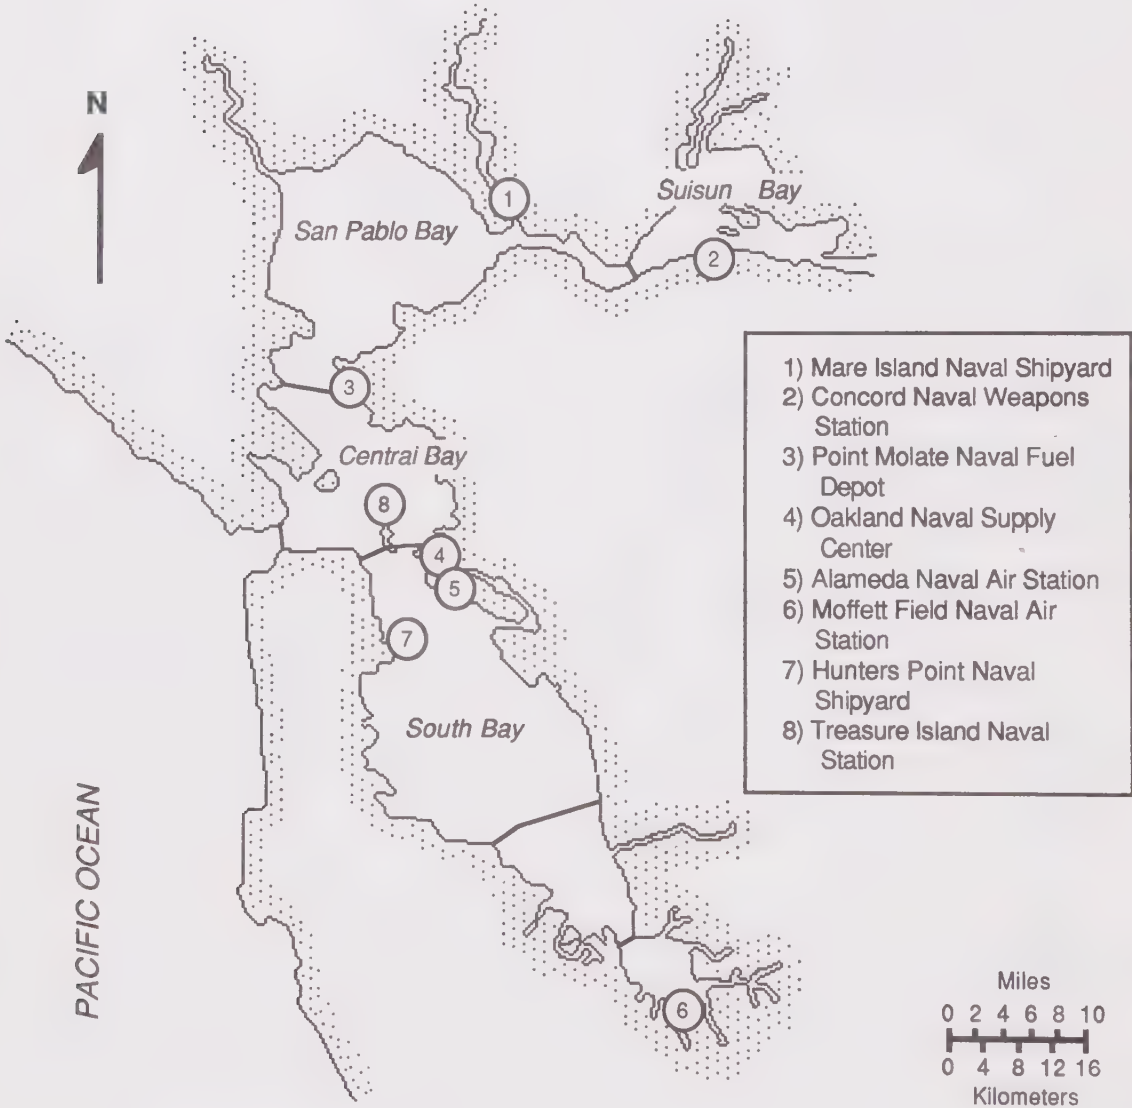 N
1
Suisun Bay
San Pablo Bay
2
3
Central Bay
8
4
5
7
South Bay
6
PACIFIC OCEAN
1) Mare Island Naval Shipyard
2) Concord Naval Weapons
Station
3) Point Molate Naval Fuel
Depot
4) Oakland Naval Supply
Center
5) Alameda Naval Air Station
6) Moffett Field Naval Air
Station
7) Hunters Point Naval
Shipyard
8) Treasure Island Naval
Station
Miles
0 2 4 6 8 10
0 4 8 12 16
Kilometers